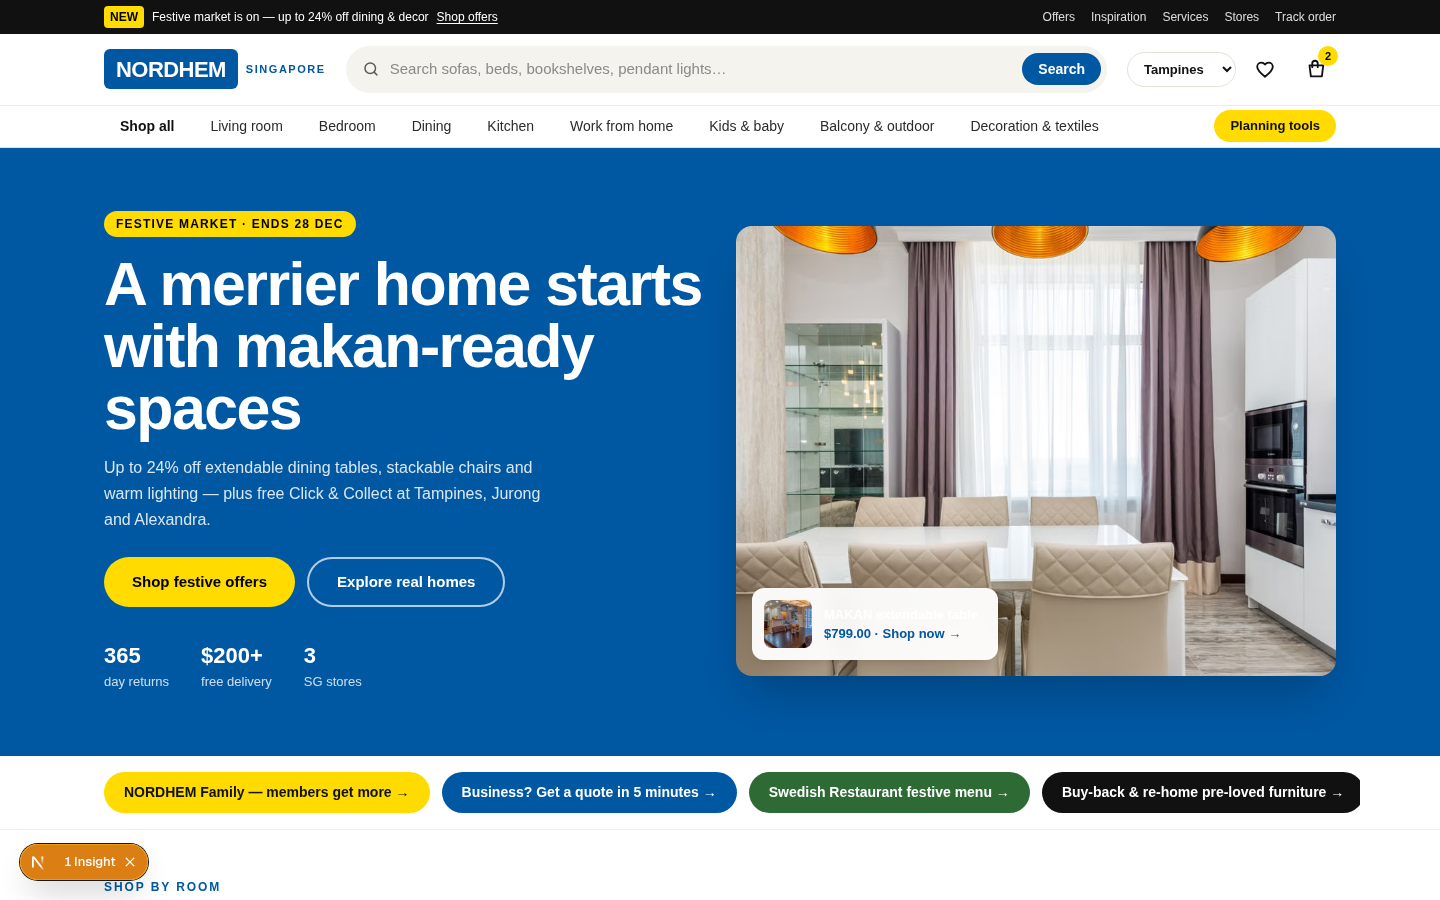 NEW Festive market is on — up to 24% off dining & decor Shop offers
Offers Inspiration Services Stores Track order
NORDHEM SINGAPORE
Search sofas, beds, bookshelves, pendant lights…
Search
Tampines
2
Shop all Living room Bedroom Dining Kitchen Work from home Kids & baby Balcony & outdoor Decoration & textiles
Planning tools
FESTIVE MARKET · ENDS 28 DEC
A merrier home starts
with makan-ready
spaces
Up to 24% off extendable dining tables, stackable chairs and
warm lighting — plus free Click & Collect at Tampines, Jurong
and Alexandra.
Shop festive offers
Explore real homes
365 $200+ 3
day returns free delivery SG stores
MAKAN extendable table
$799.00 · Shop now →
NORDHEM Family — members get more →
Business? Get a quote in 5 minutes →
Swedish Restaurant festive menu →
Buy-back & re-home pre-loved furniture →
1 Insight
SHOP BY ROOM